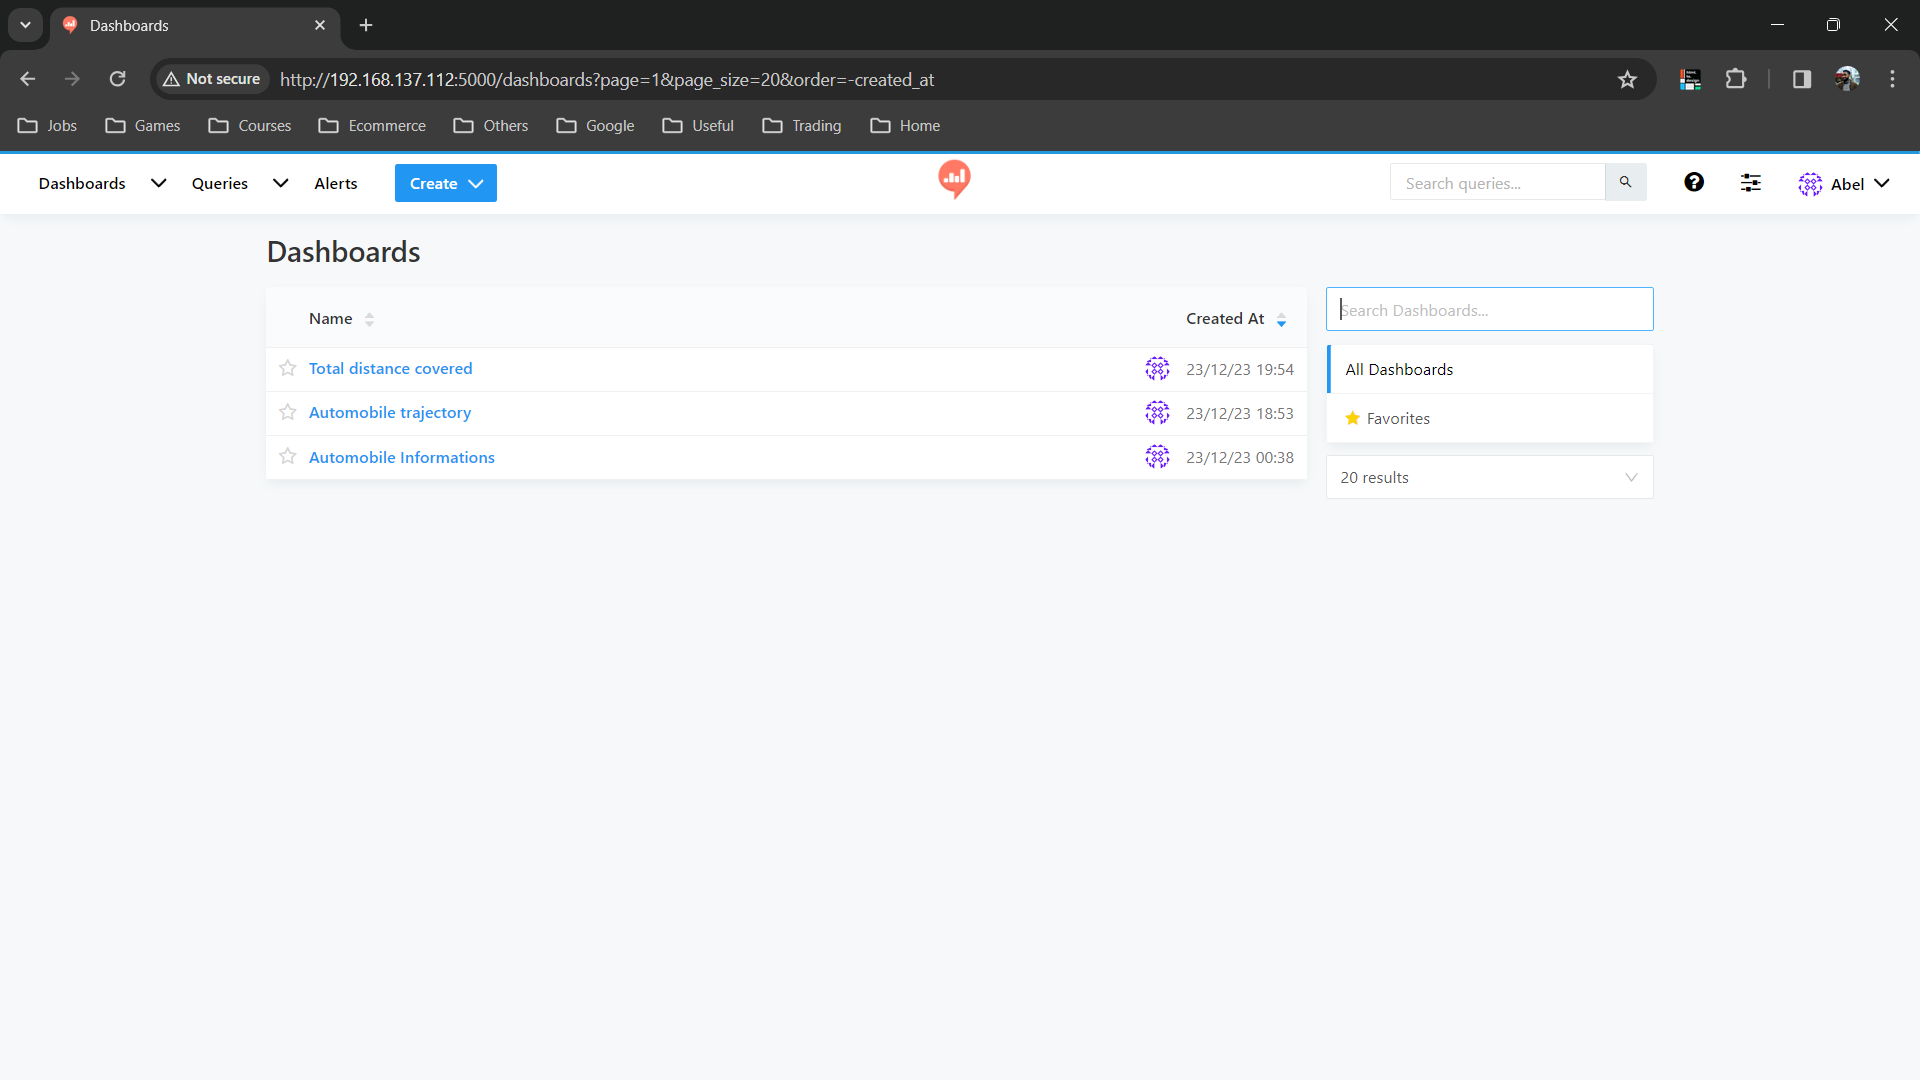 Dashboards
Not secure http://192.168.137.112:5000/dashboards?page=1&page_size=20&order=-created_at
Jobs Games Courses Ecommerce Others Google Useful Trading Home
Dashboards Queries Alerts Create Search queries... Abel
Dashboards
Name Created At
Search Dashboards...
Total distance covered 23/12/23 19:54
All Dashboards
Automobile trajectory 23/12/23 18:53
Favorites
Automobile Informations 23/12/23 00:38
20 results